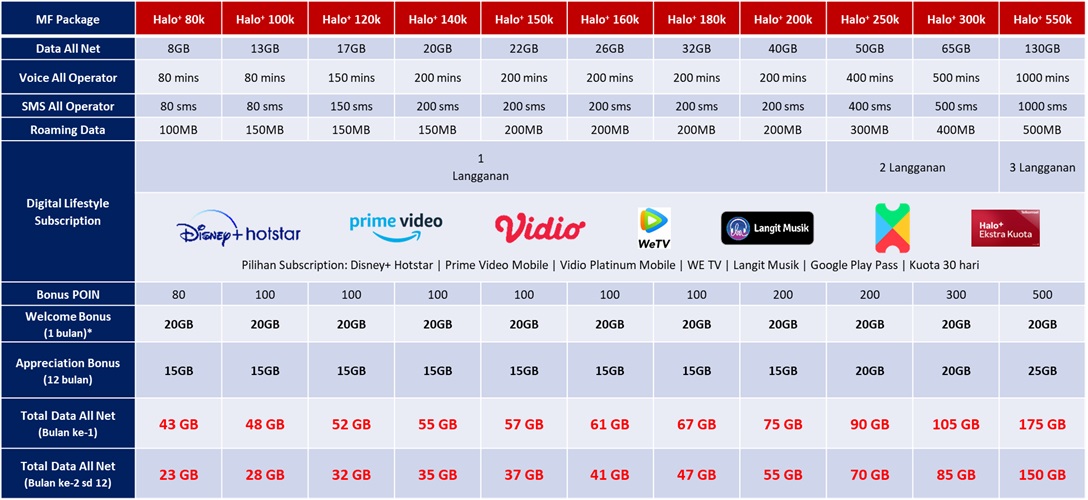 MF Package Halo⁺ 80k Halo⁺ 100k Halo⁺ 120k Halo⁺ 140k Halo⁺ 150k Halo⁺ 160k Halo⁺ 180k Halo⁺ 200k Halo⁺ 250k Halo⁺ 300k Halo⁺ 550k
Data All Net 8GB 13GB 17GB 20GB 22GB 26GB 32GB 40GB 50GB 65GB 130GB
Voice All Operator 80 mins 80 mins 150 mins 200 mins 200 mins 200 mins 200 mins 200 mins 400 mins 500 mins 1000 mins
SMS All Operator 80 sms 80 sms 150 sms 200 sms 200 sms 200 sms 200 sms 200 sms 400 sms 500 sms 1000 sms
Roaming Data 100MB 150MB 150MB 150MB 200MB 200MB 200MB 200MB 300MB 400MB 500MB
Digital Lifestyle
Subscription
1
Langganan
2 Langganan
3 Langganan
Disney+ hotstar
prime video
Vidio
WeTV
Langit Musik
Telkomsel
Halo⁺
Ekstra Kuota
Pilihan Subscription: Disney+ Hotstar | Prime Video Mobile | Vidio Platinum Mobile | WE TV | Langit Musik | Google Play Pass | Kuota 30 hari
Bonus POIN 80 100 100 100 100 100 100 200 200 300 500
Welcome Bonus
(1 bulan)*
20GB 20GB 20GB 20GB 20GB 20GB 20GB 20GB 20GB 20GB 20GB
Appreciation Bonus
(12 bulan)
15GB 15GB 15GB 15GB 15GB 15GB 15GB 15GB 20GB 20GB 25GB
Total Data All Net
(Bulan ke-1)
43 GB 48 GB 52 GB 55 GB 57 GB 61 GB 67 GB 75 GB 90 GB 105 GB 175 GB
Total Data All Net
(Bulan ke-2 sd 12)
23 GB 28 GB 32 GB 35 GB 37 GB 41 GB 47 GB 55 GB 70 GB 85 GB 150 GB